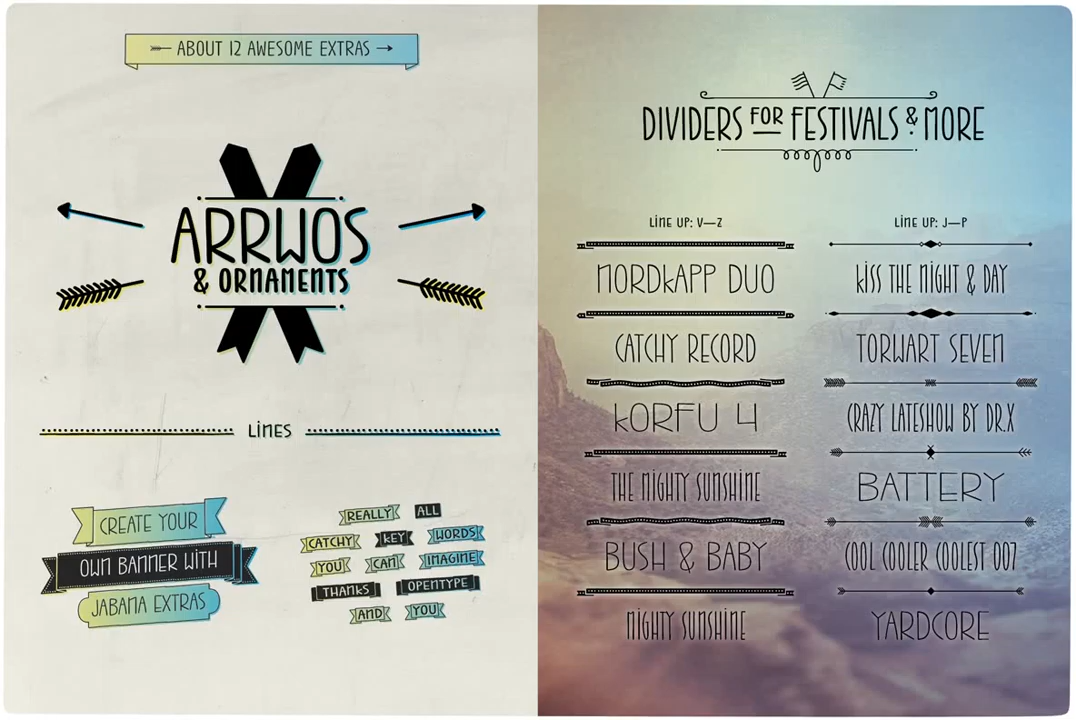 ABOUT 12 AWESOME EXTRAS
ARRWOS
& ORNAMENTS
LINES
CREATE YOUR
OWN BANNER WITH
JABANA EXTRAS
REALLY ALL
CATCHY KEY WORDS
YOU CAN IMAGINE
THANKS OPENTYPE
AND YOU
DIVIDERS FOR FESTIVALS & MORE
LINE UP: V—Z
NORDKAPP DUO
CATCHY RECORD
KORFU 4
THE MIGHTY SUNSHINE
BUSH & BABY
MIGHTY SUNSHINE
LINE UP: J—P
KISS THE NIGHT & DAY
TORWART SEVEN
CRAZY LATESHOW BY DR.X
BATTERY
COOL COOLER COOLEST 007
YARDCORE